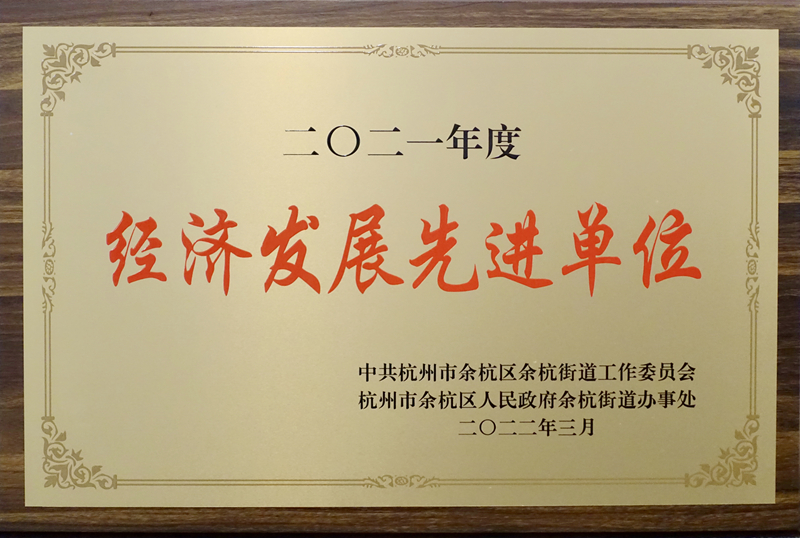 二〇二一年度
经济发展先进单位
中共杭州市余杭区余杭街道工作委员会
杭州市余杭区人民政府余杭街道办事处
二〇二二年三月